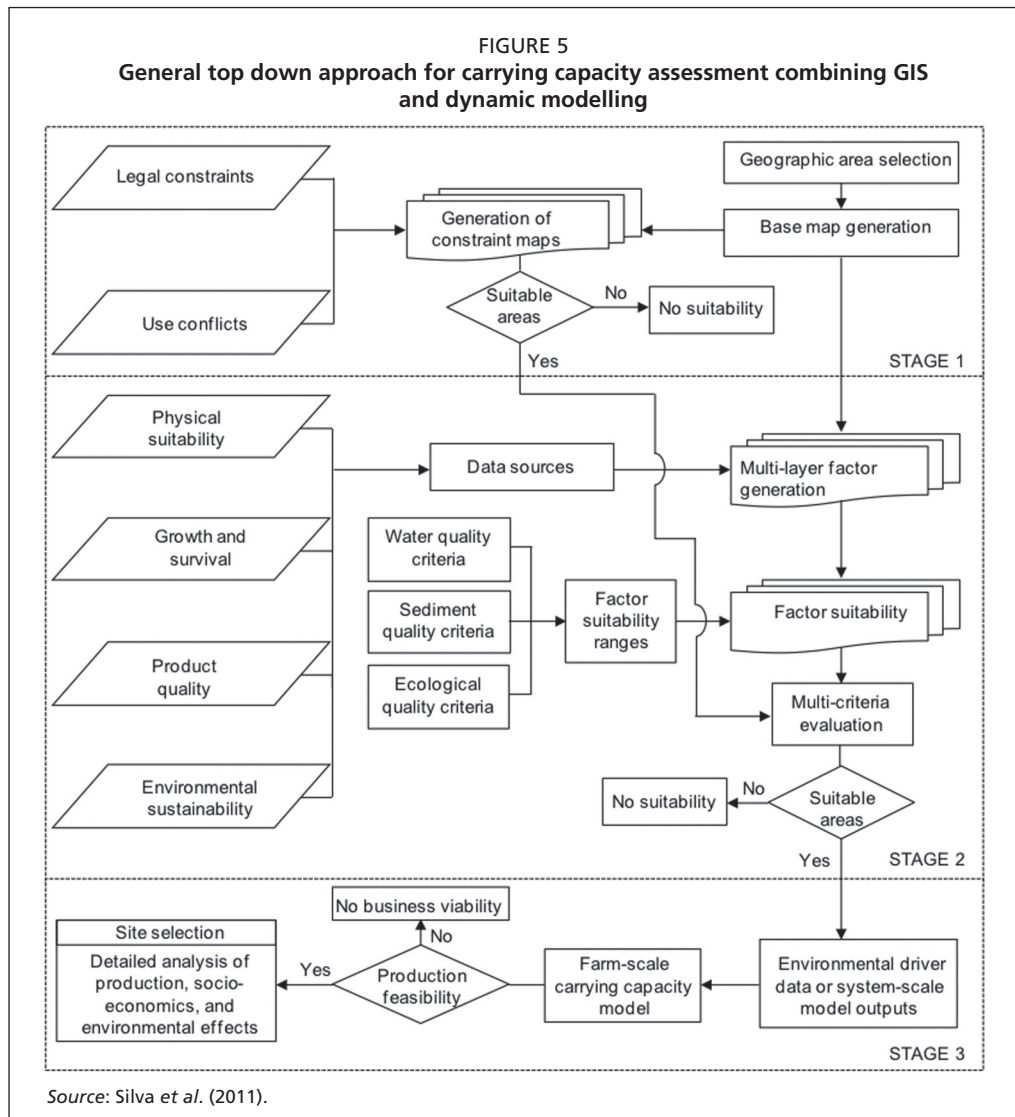 FIGURE 5
General top down approach for carrying capacity assessment combining GIS
and dynamic modelling
Legal constraints
Use conflicts
Generation of
constraint maps
Geographic area selection
Base map generation
Suitable
areas
No
No suitability
Yes
STAGE 1
Physical
suitability
Growth and
survival
Product
quality
Environmental
sustainability
Data sources
Multi-layer factor
generation
Water quality
criteria
Sediment
quality criteria
Ecological
quality criteria
Factor
suitability
ranges
Factor suitability
Multi-criteria
evaluation
Suitable
areas
No
No suitability
Yes
STAGE 2
Environmental driver
data or system-scale
model outputs
Farm-scale
carrying capacity
model
Production
feasibility
No
No business viability
Yes
Site selection
Detailed analysis of
production, socio-
economics, and
environmental effects
STAGE 3
Source: Silva et al. (2011).